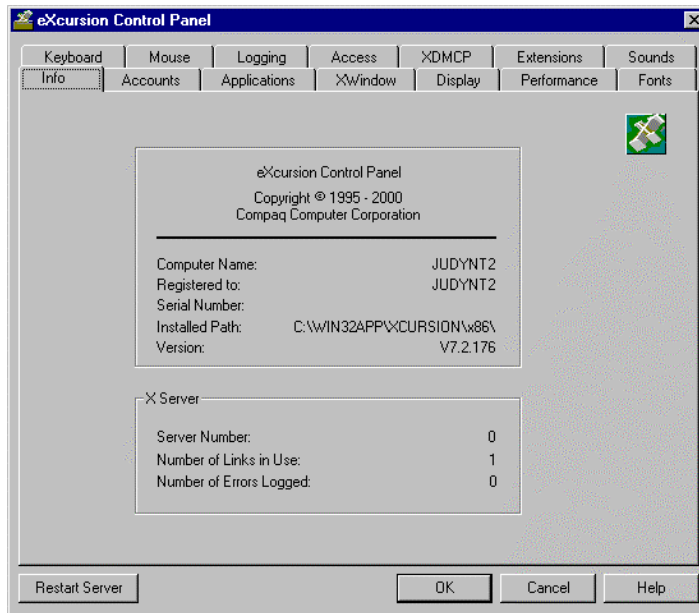 eXcursion Control Panel
Keyboard Mouse Logging Access XDMCP Extensions Sounds
Info Accounts Applications XWindow Display Performance Fonts
eXcursion Control Panel
Copyright © 1995 - 2000
Compaq Computer Corporation
Computer Name: JUDYNT2
Registered to: JUDYNT2
Serial Number:
Installed Path: C:\WIN32APP\XCURSION\x86\
Version: V7.2.176
X Server
Server Number: 0
Number of Links in Use: 1
Number of Errors Logged: 0
Restart Server OK Cancel Help